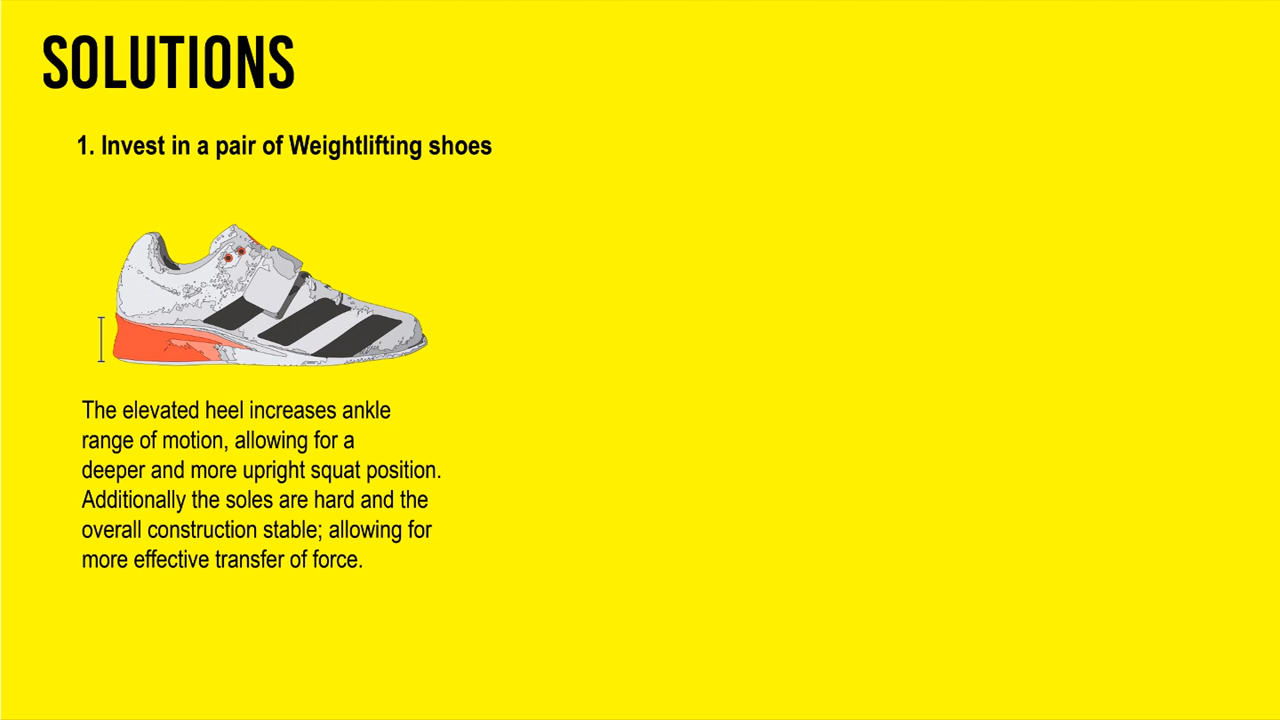 SOLUTIONS
1. Invest in a pair of Weightlifting shoes
The elevated heel increases ankle
range of motion, allowing for a
deeper and more upright squat position.
Additionally the soles are hard and the
overall construction stable; allowing for
more effective transfer of force.